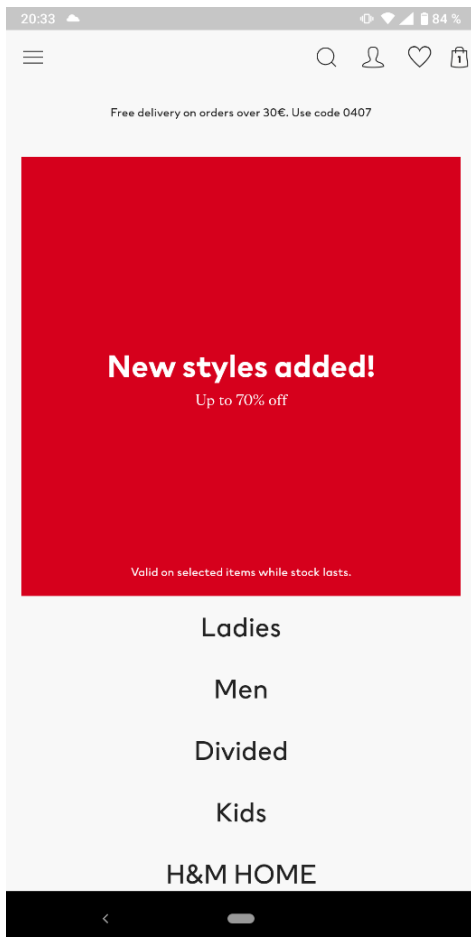 20:33 84 %
1
Free delivery on orders over 30€. Use code 0407
New styles added!
Up to 70% off
Valid on selected items while stock lasts.
Ladies
Men
Divided
Kids
H&M HOME